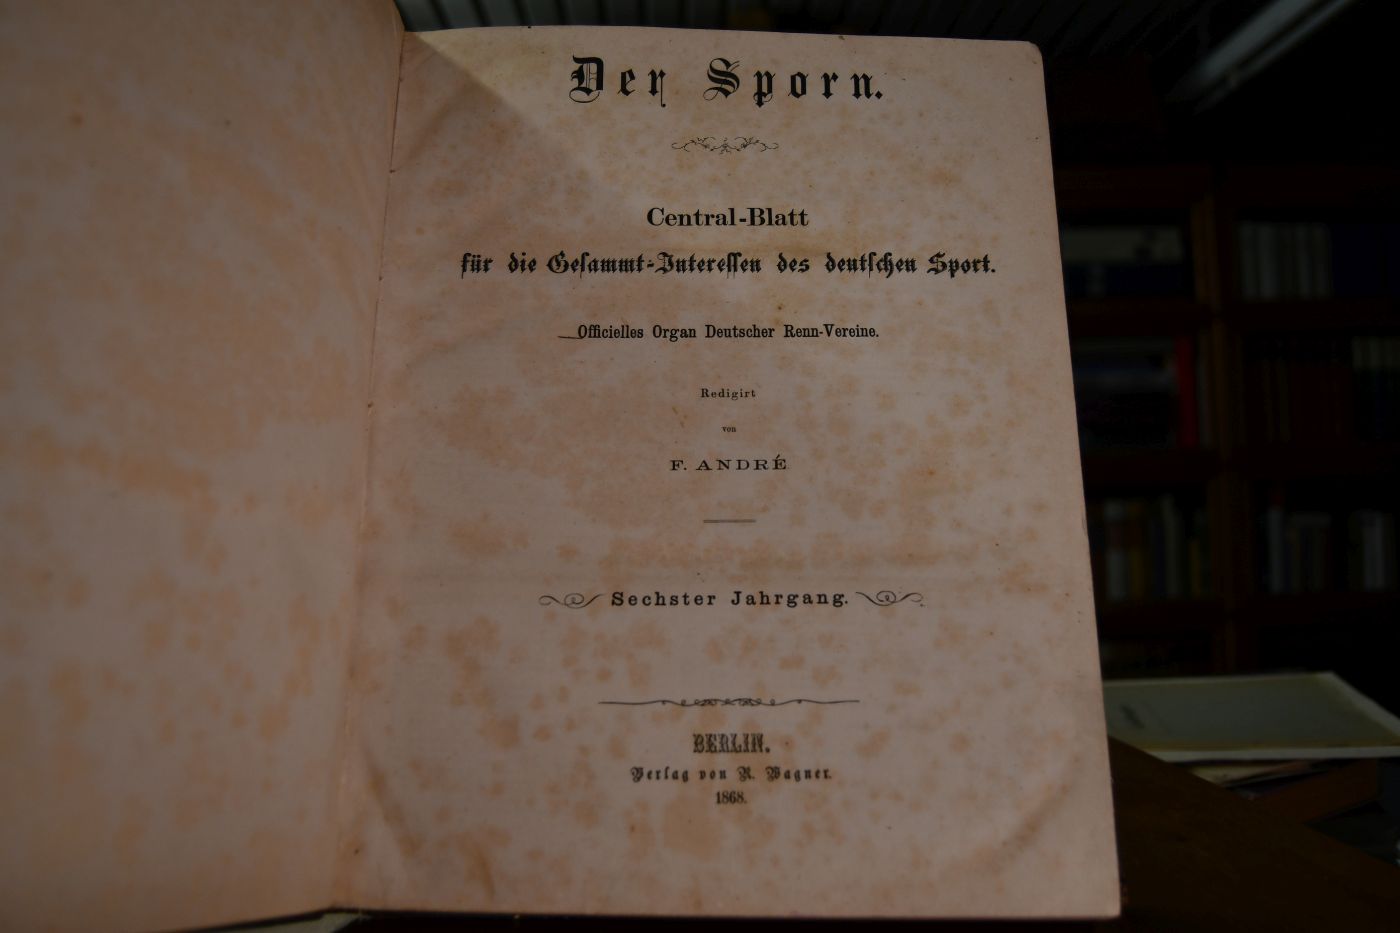 Der Sporn.
Central-Blatt
für die Gesammt-Interessen des deutschen Sport.
Officielles Organ Deutscher Renn-Vereine.
Redigirt
von
F. ANDRÉ
Sechster Jahrgang.
BERLIN.
Verlag von R. Wagner.
1868.